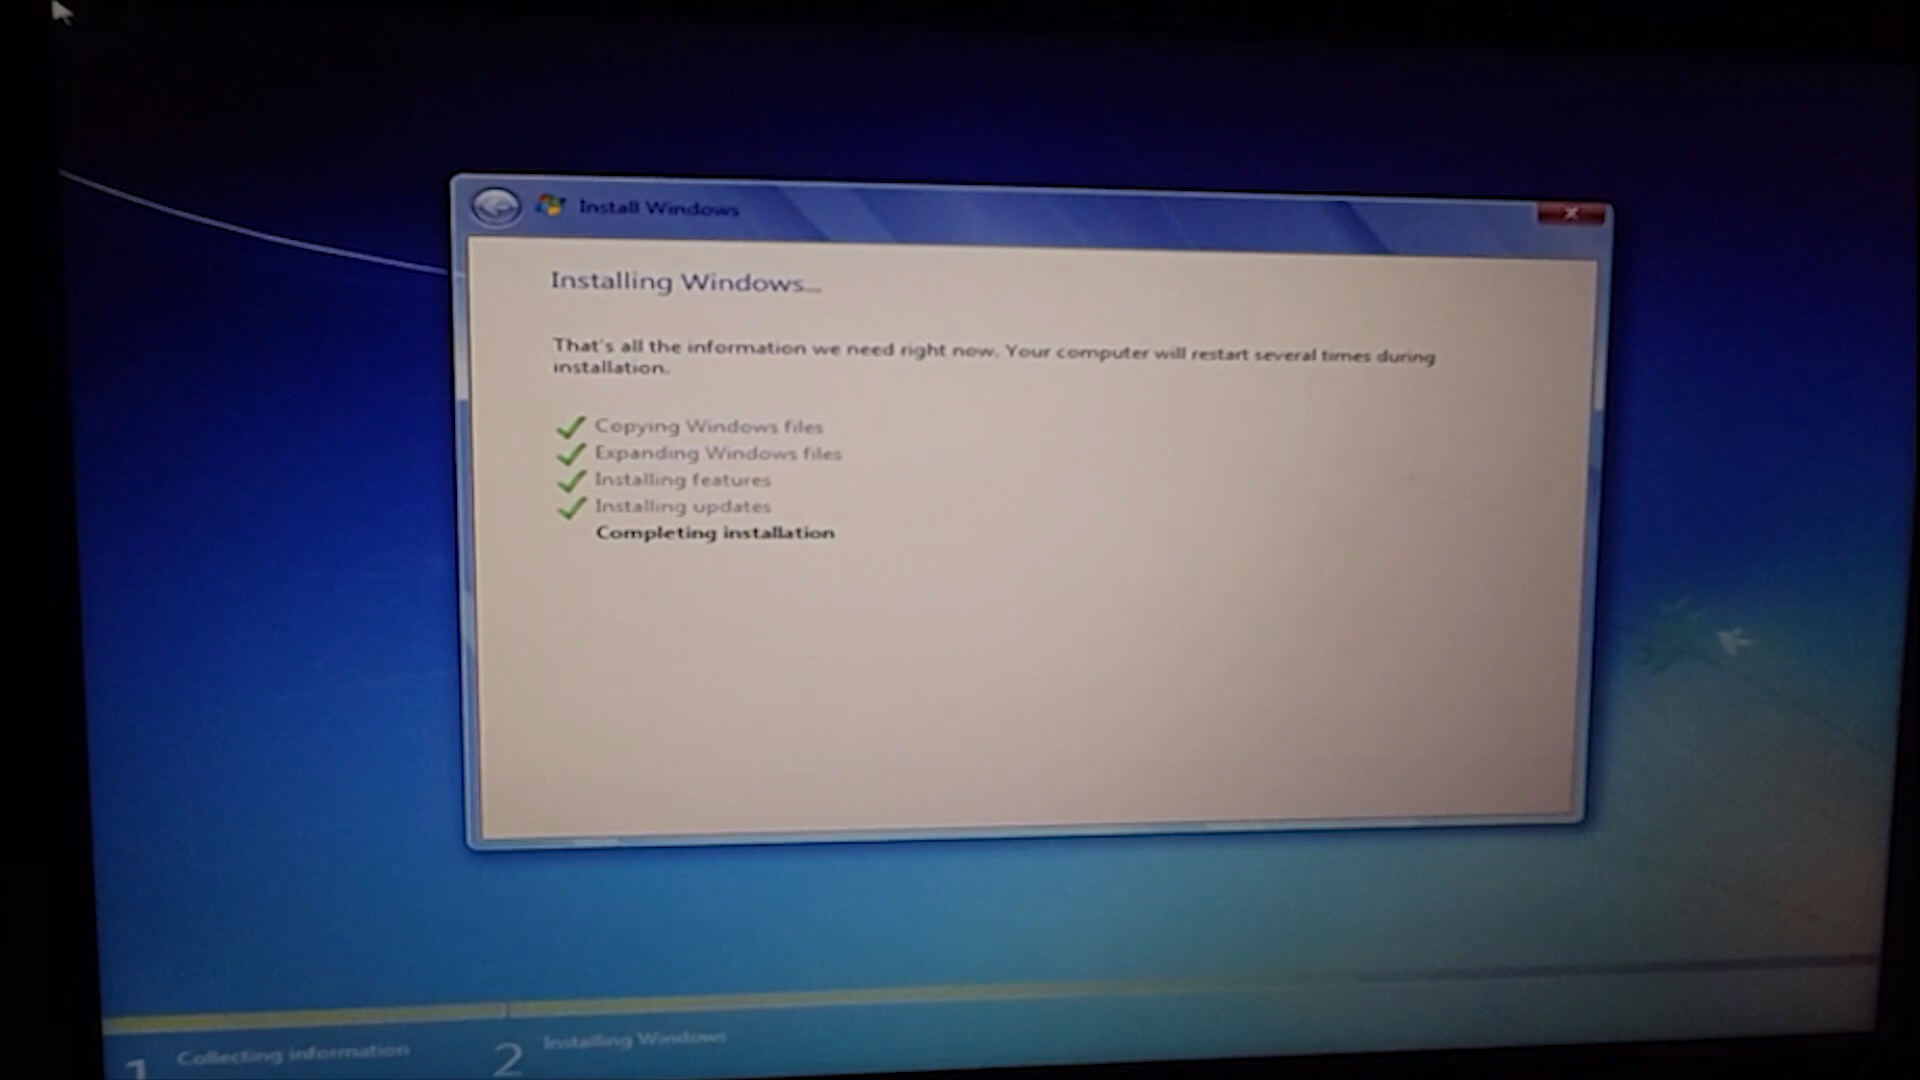 Install Windows
Installing Windows...
That's all the information we need right now. Your computer will restart several times during
installation.
Copying Windows files
Expanding Windows files
Installing features
Installing updates
Completing installation
1 Collecting information
2 Installing Windows